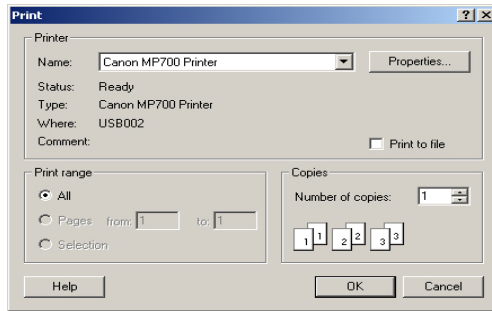 Print
Printer
Name: Canon MP700 Printer Properties...
Status: Ready
Type: Canon MP700 Printer
Where: USB002
Comment: Print to file
Print range
All
Pages from: 1 to: 1
Selection
Copies
Number of copies: 1
1 1 2 2 3 3
Help OK Cancel